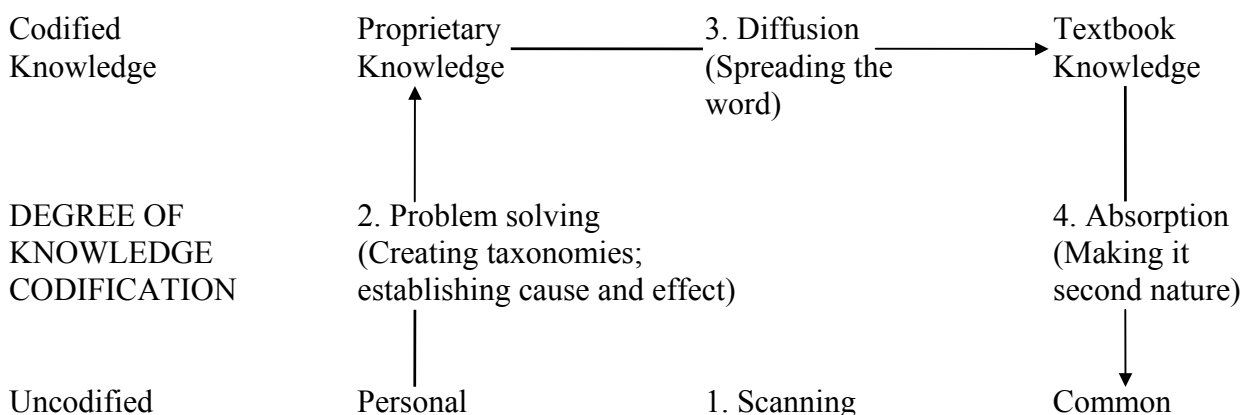 Codified Proprietary 3. Diffusion Textbook
Knowledge Knowledge (Spreading the Knowledge
word)
DEGREE OF 2. Problem solving 4. Absorption
KNOWLEDGE (Creating taxonomies; (Making it
CODIFICATION establishing cause and effect) second nature)
Uncodified Personal 1. Scanning Common